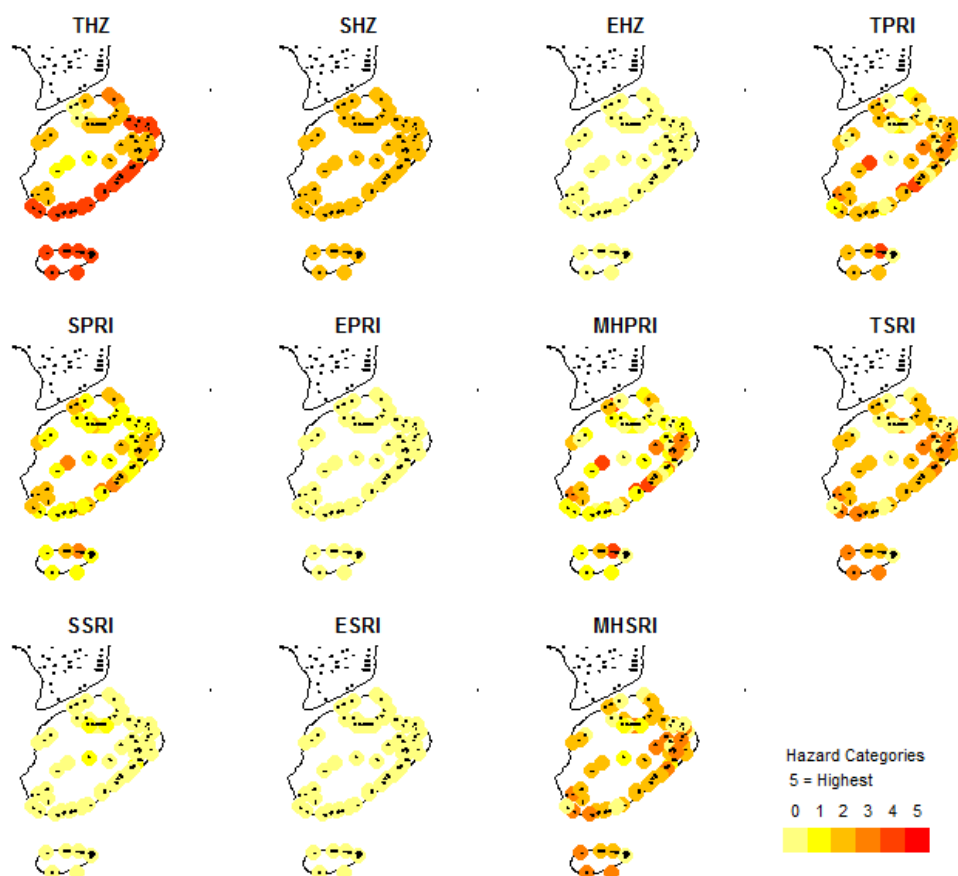 THZ SHZ EHZ TPRI
SPRI EPRI MHPRI TSRI
SSRI ESRI MHSRI
Hazard Categories
5 = Highest
0 1 2 3 4 5